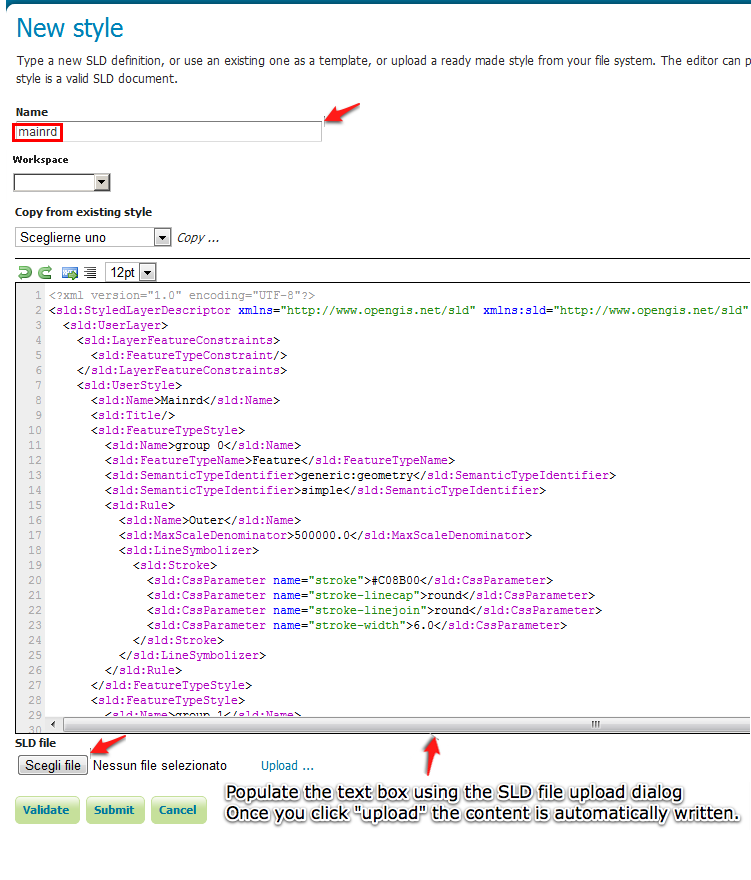 New style
Type a new SLD definition, or use an existing one as a template, or upload a ready made style from your file system. The editor can p
style is a valid SLD document.
Name
mainrd
Workspace
Copy from existing style
Sceglierne uno Copy ...
12pt
1 <?xml version="1.0" encoding="UTF-8"?>
2 <sld:StyledLayerDescriptor xmlns="http://www.opengis.net/sld" xmlns:sld="http://www.opengis.net/sld"
3 <sld:UserLayer>
4 <sld:LayerFeatureConstraints>
5 <sld:FeatureTypeConstraint/>
6 </sld:LayerFeatureConstraints>
7 <sld:UserStyle>
8 <sld:Name>Mainrd</sld:Name>
9 <sld:Title/>
10 <sld:FeatureTypeStyle>
11 <sld:Name>group 0</sld:Name>
12 <sld:FeatureTypeName>Feature</sld:FeatureTypeName>
13 <sld:SemanticTypeIdentifier>generic:geometry</sld:SemanticTypeIdentifier>
14 <sld:SemanticTypeIdentifier>simple</sld:SemanticTypeIdentifier>
15 <sld:Rule>
16 <sld:Name>Outer</sld:Name>
17 <sld:MaxScaleDenominator>500000.0</sld:MaxScaleDenominator>
18 <sld:LineSymbolizer>
19 <sld:Stroke>
20 <sld:CssParameter name="stroke">#C08B00</sld:CssParameter>
21 <sld:CssParameter name="stroke-linecap">round</sld:CssParameter>
22 <sld:CssParameter name="stroke-linejoin">round</sld:CssParameter>
23 <sld:CssParameter name="stroke-width">6.0</sld:CssParameter>
24 </sld:Stroke>
25 </sld:LineSymbolizer>
26 </sld:Rule>
27 </sld:FeatureTypeStyle>
28 <sld:FeatureTypeStyle>
29 <sld:Name>group 1</sld:Name>
30
SLD file
Scegli file Nessun file selezionato Upload ...
Populate the text box using the SLD file upload dialog
Once you click "upload" the content is automatically written.
Validate Submit Cancel